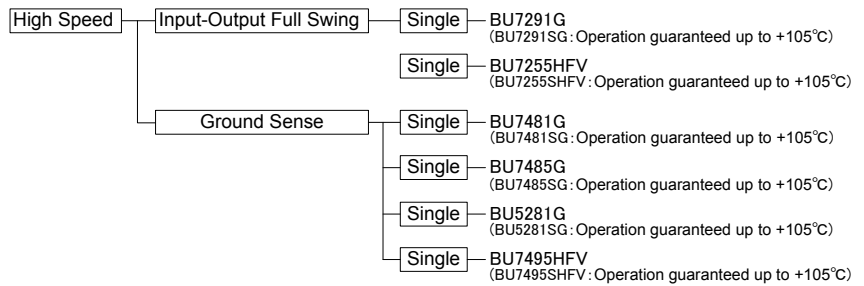 High Speed
Input-Output Full Swing
Single
BU7291G
(BU7291SG:Operation guaranteed up to +105℃)
Single
BU7255HFV
(BU7255SHFV:Operation guaranteed up to +105℃)
Ground Sense
Single
BU7481G
(BU7481SG:Operation guaranteed up to +105℃)
Single
BU7485G
(BU7485SG:Operation guaranteed up to +105℃)
Single
BU5281G
(BU5281SG:Operation guaranteed up to +105℃)
Single
BU7495HFV
(BU7495SHFV:Operation guaranteed up to +105℃)